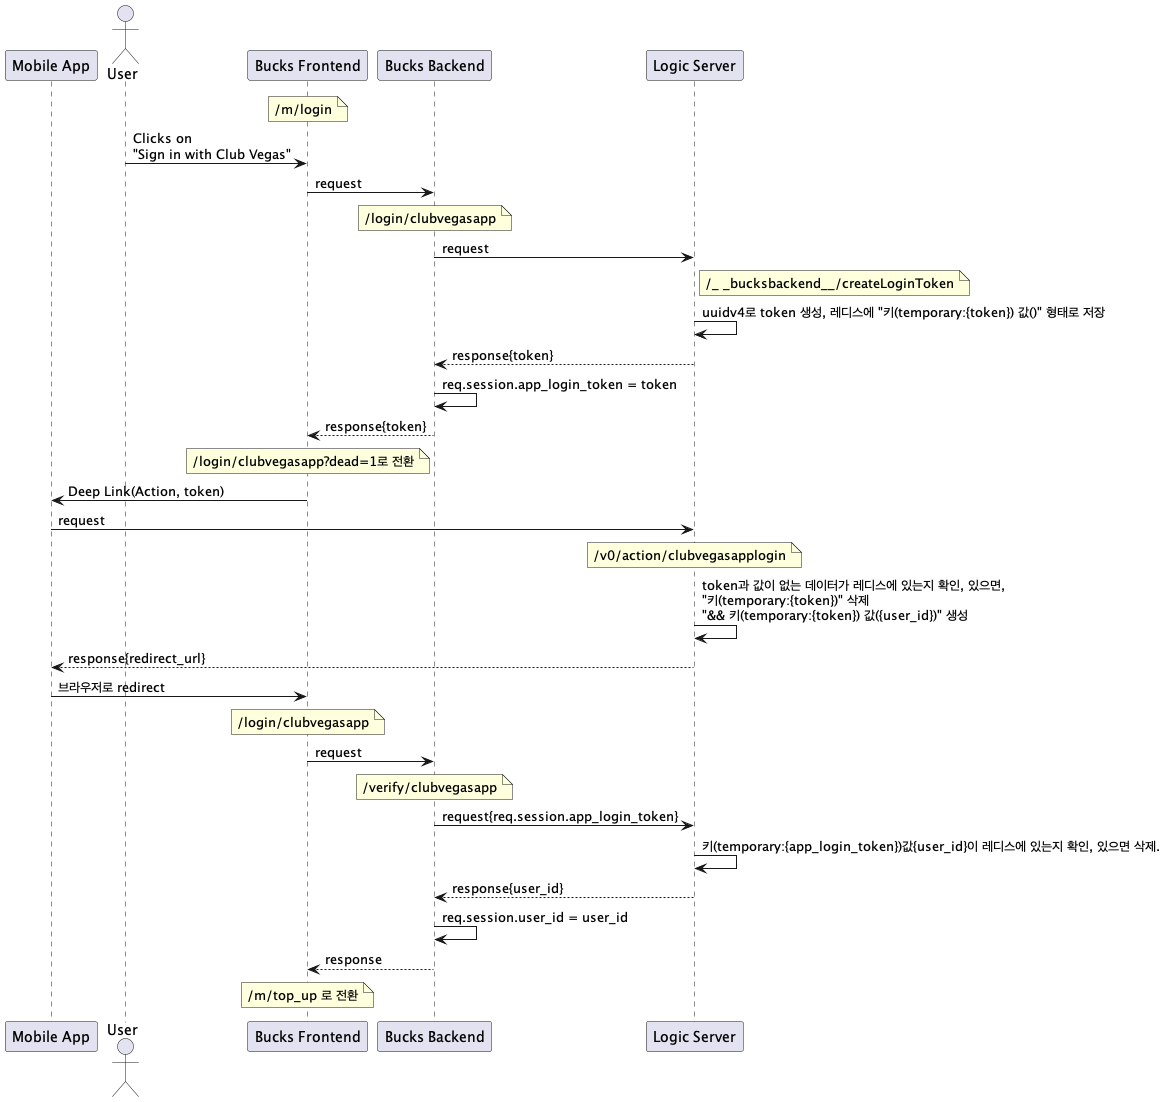 Mobile App
User
Bucks Frontend
Bucks Backend
Logic Server
/m/login
Clicks on
"Sign in with Club Vegas"
request
/login/clubvegasapp
request
/_ _bucksbackend__/createLoginToken
uuidv4로 token 생성, 레디스에 "키(temporary:{token}) 값()" 형태로 저장
response{token}
req.session.app_login_token = token
response{token}
/login/clubvegasapp?dead=1로 전환
Deep Link(Action, token)
request
/v0/action/clubvegasapplogin
token과 값이 없는 데이터가 레디스에 있는지 확인, 있으면,
"키(temporary:{token})" 삭제
"&& 키(temporary:{token}) 값({user_id})" 생성
response{redirect_url}
브라우저로 redirect
/login/clubvegasapp
request
/verify/clubvegasapp
request{req.session.app_login_token}
키(temporary:{app_login_token})값{user_id}이 레디스에 있는지 확인, 있으면 삭제.
response{user_id}
req.session.user_id = user_id
response
/m/top_up 로 전환
Mobile App
User
Bucks Frontend
Bucks Backend
Logic Server